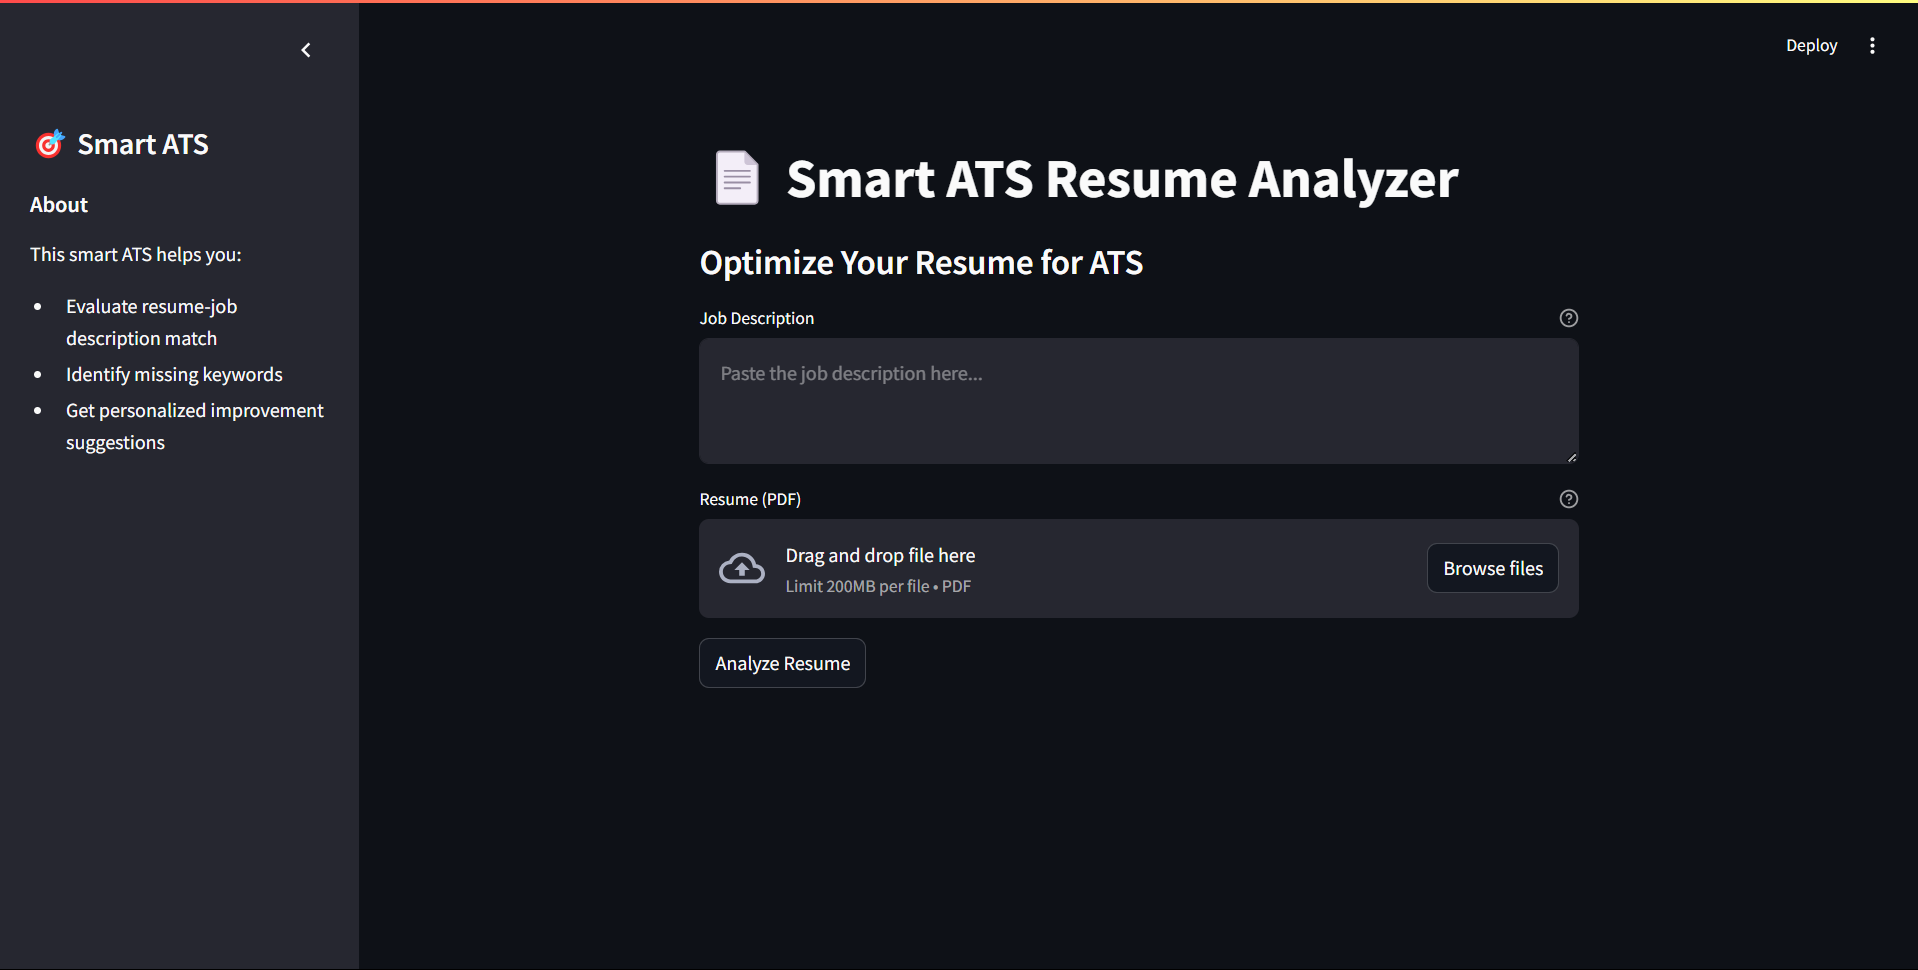 Deploy
Smart ATS
About
This smart ATS helps you:
Evaluate resume-job
description match
Identify missing keywords
Get personalized improvement
suggestions
Smart ATS Resume Analyzer
Optimize Your Resume for ATS
Job Description
Paste the job description here...
Resume (PDF)
Drag and drop file here
Limit 200MB per file • PDF
Browse files
Analyze Resume